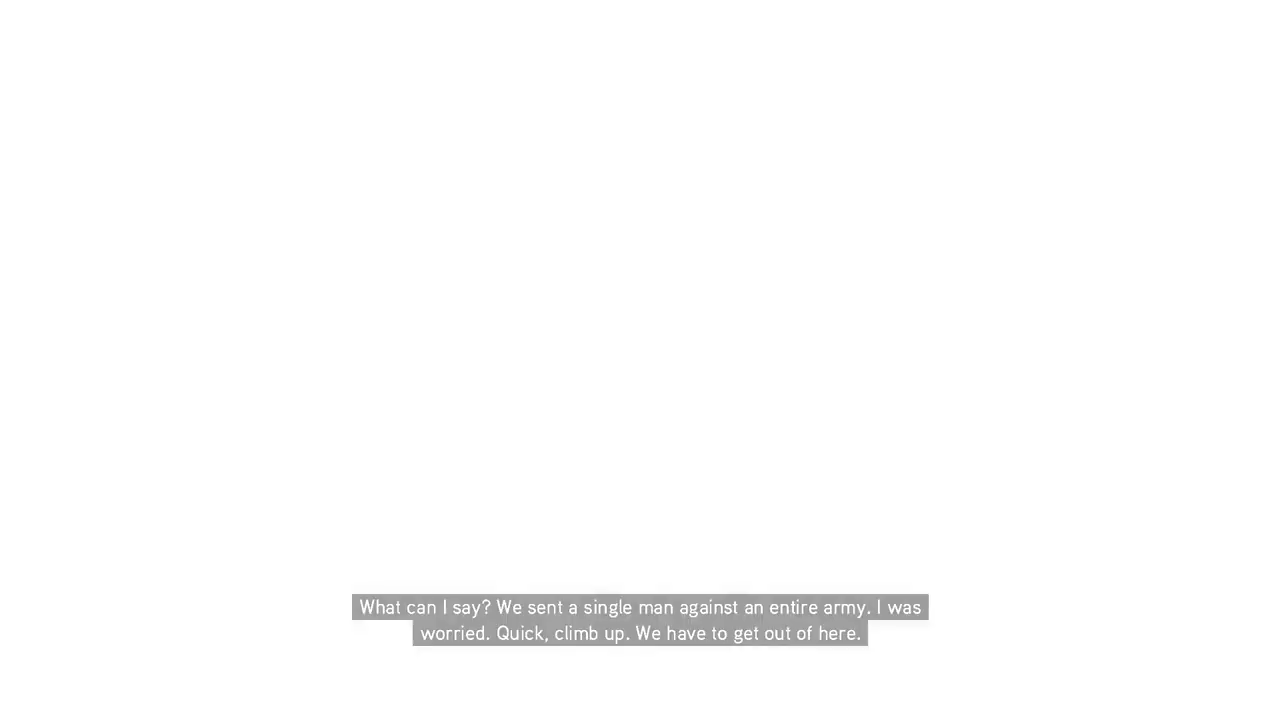 What can I say? We sent a single man against an entire army. I was
worried. Quick, climb up. We have to get out of here.